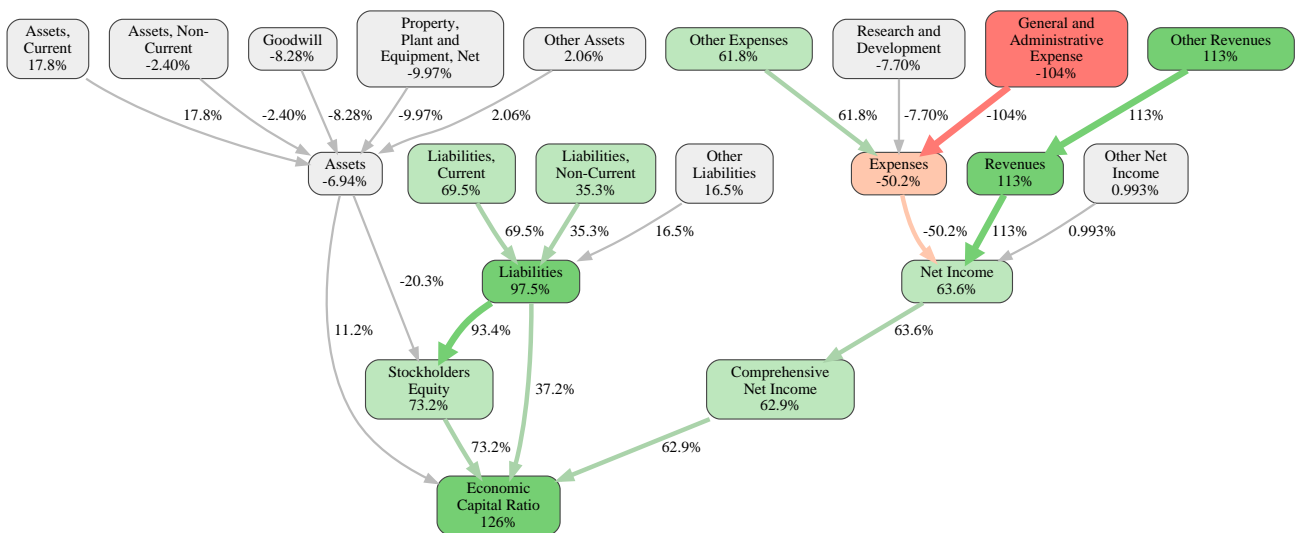 Assets,
Current
17.8%
Assets, Non-
Current
-2.40%
Goodwill
-8.28%
Property,
Plant and
Equipment, Net
-9.97%
Other Assets
2.06%
Other Expenses
61.8%
Research and
Development
-7.70%
General and
Administrative
Expense
-104%
Other Revenues
113%
17.8%
-2.40%
-8.28%
-9.97%
2.06%
61.8%
-7.70%
-104%
113%
Assets
-6.94%
Liabilities,
Current
69.5%
Liabilities,
Non-Current
35.3%
Other
Liabilities
16.5%
Expenses
-50.2%
Revenues
113%
Other Net
Income
0.993%
69.5%
35.3%
16.5%
-50.2%
113%
0.993%
-20.3%
Liabilities
97.5%
Net Income
63.6%
11.2%
93.4%
63.6%
Stockholders
Equity
73.2%
37.2%
Comprehensive
Net Income
62.9%
73.2%
62.9%
Economic
Capital Ratio
126%